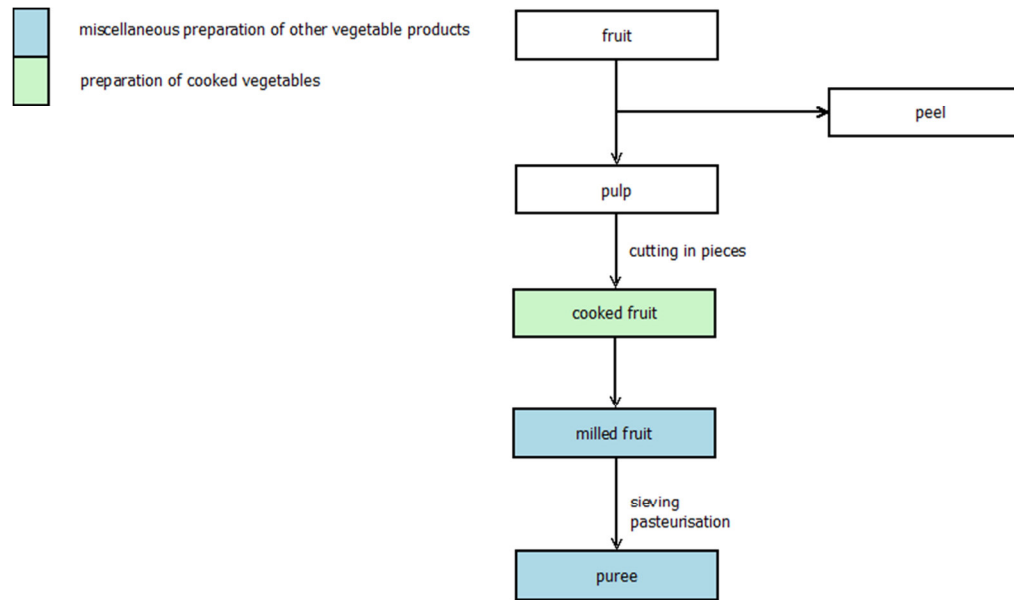 miscellaneous preparation of other vegetable products
preparation of cooked vegetables
fruit
peel
pulp
cutting in pieces
cooked fruit
milled fruit
sieving
pasteurisation
puree